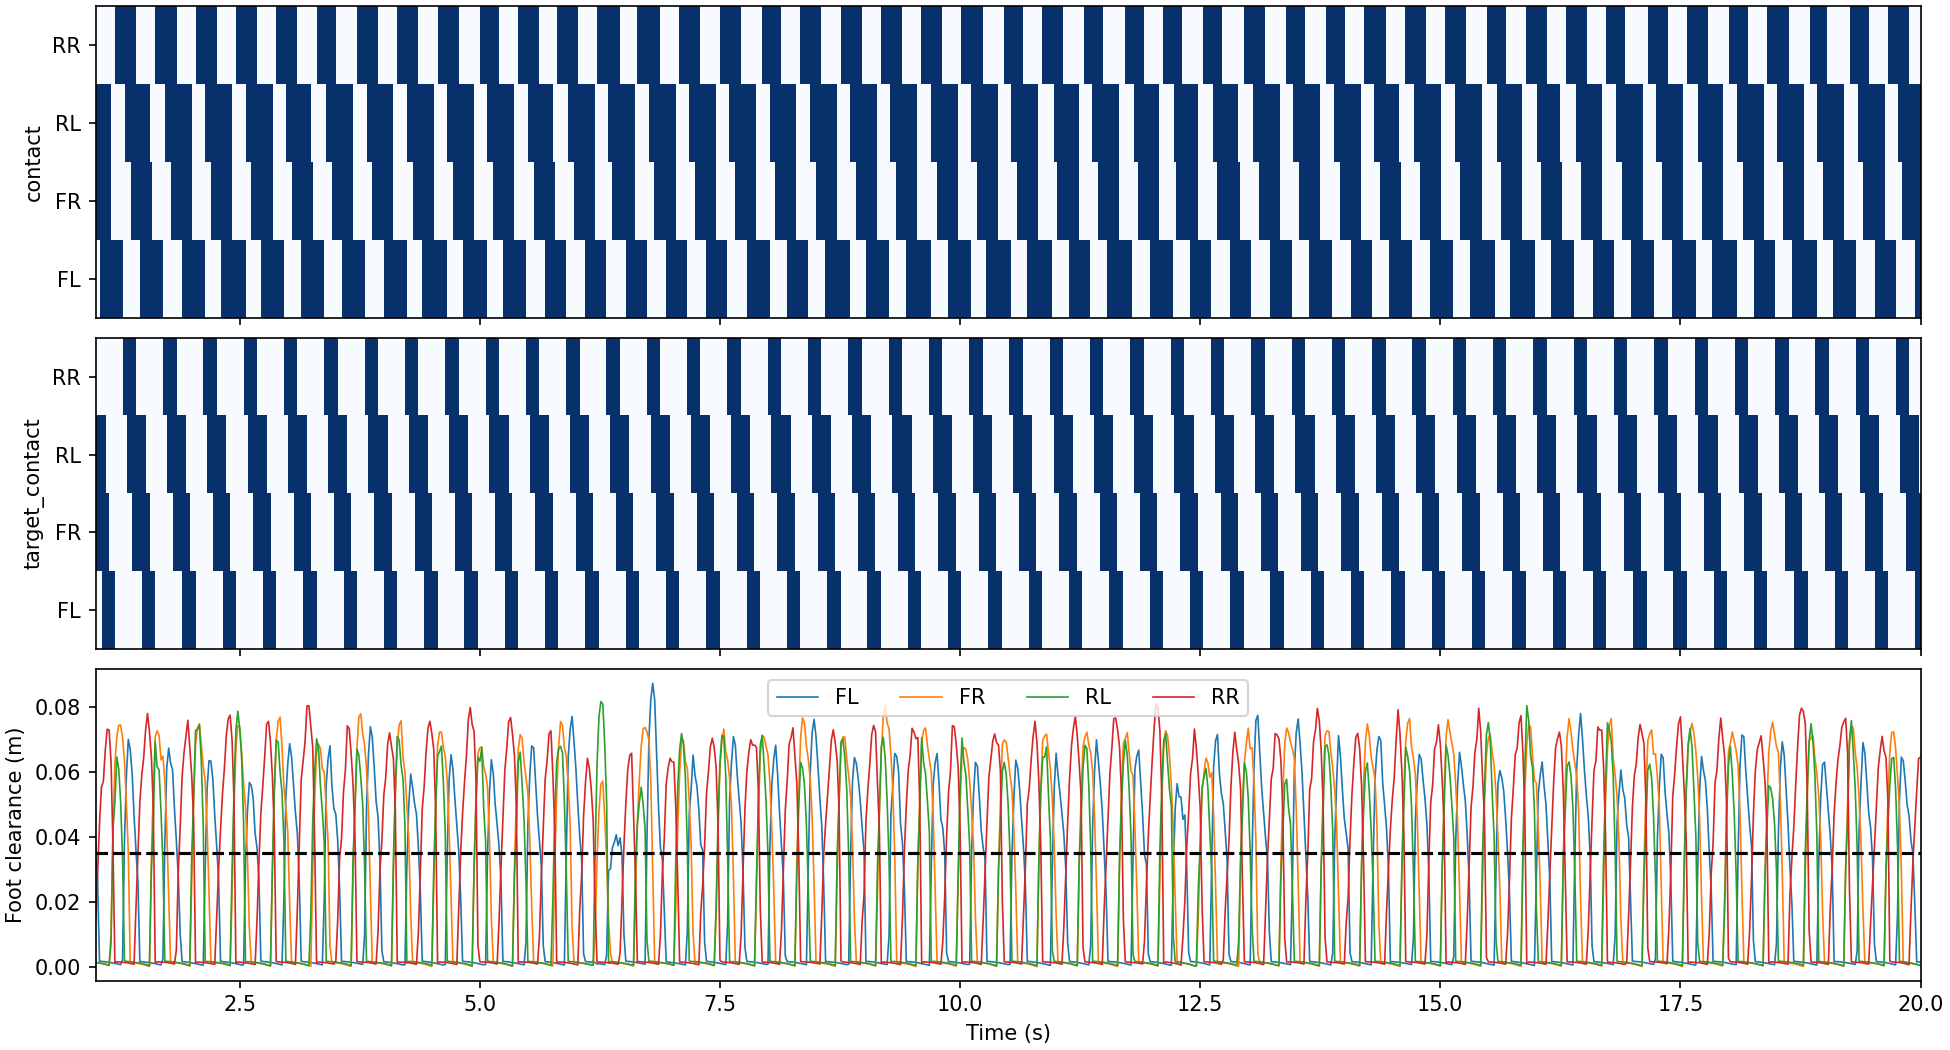 RR
RL
FR
FL
contact
RR
RL
FR
FL
target_contact
FL FR RL RR
0.08
0.06
0.04
0.02
0.00
Foot clearance (m)
2.5 5.0 7.5 10.0 12.5 15.0 17.5 20.0
Time (s)